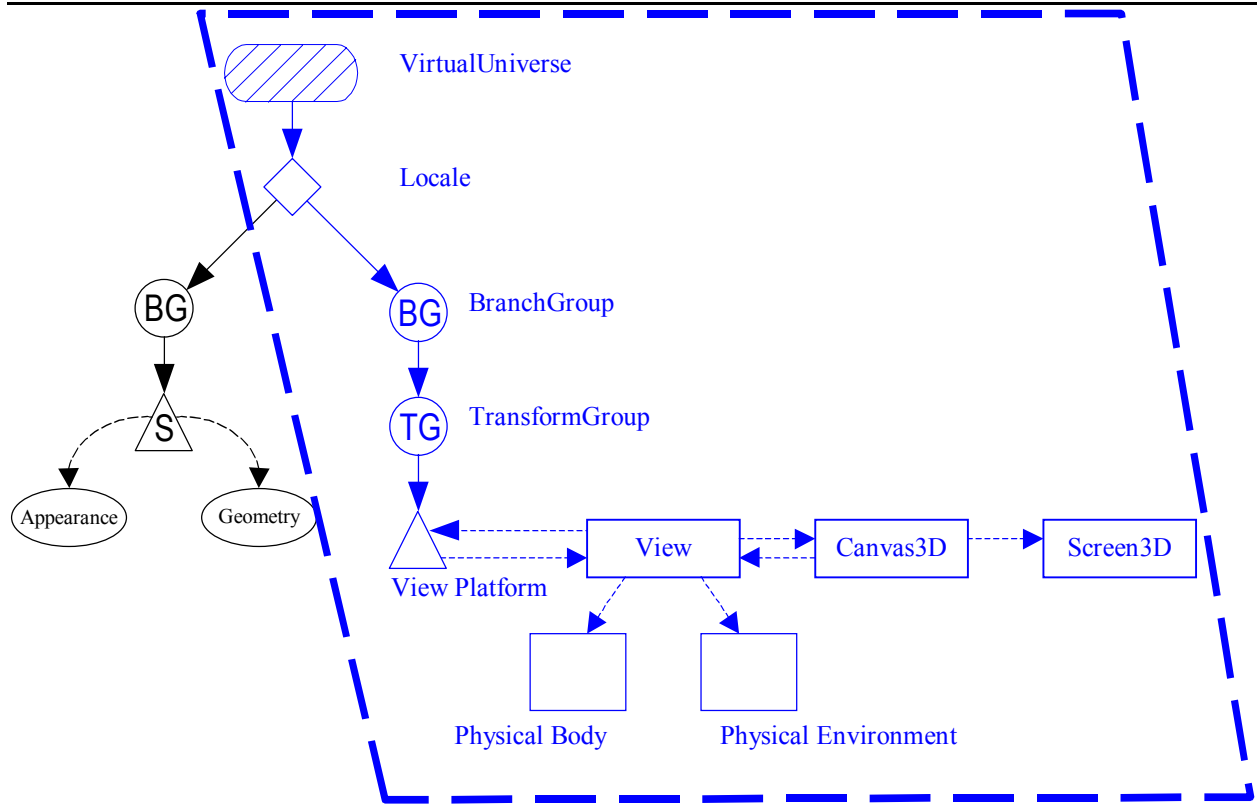 VirtualUniverse
Locale
BG
BG
BranchGroup
S
TG
TransformGroup
Appearance
Geometry
View
Canvas3D
Screen3D
View Platform
Physical Body
Physical Environment